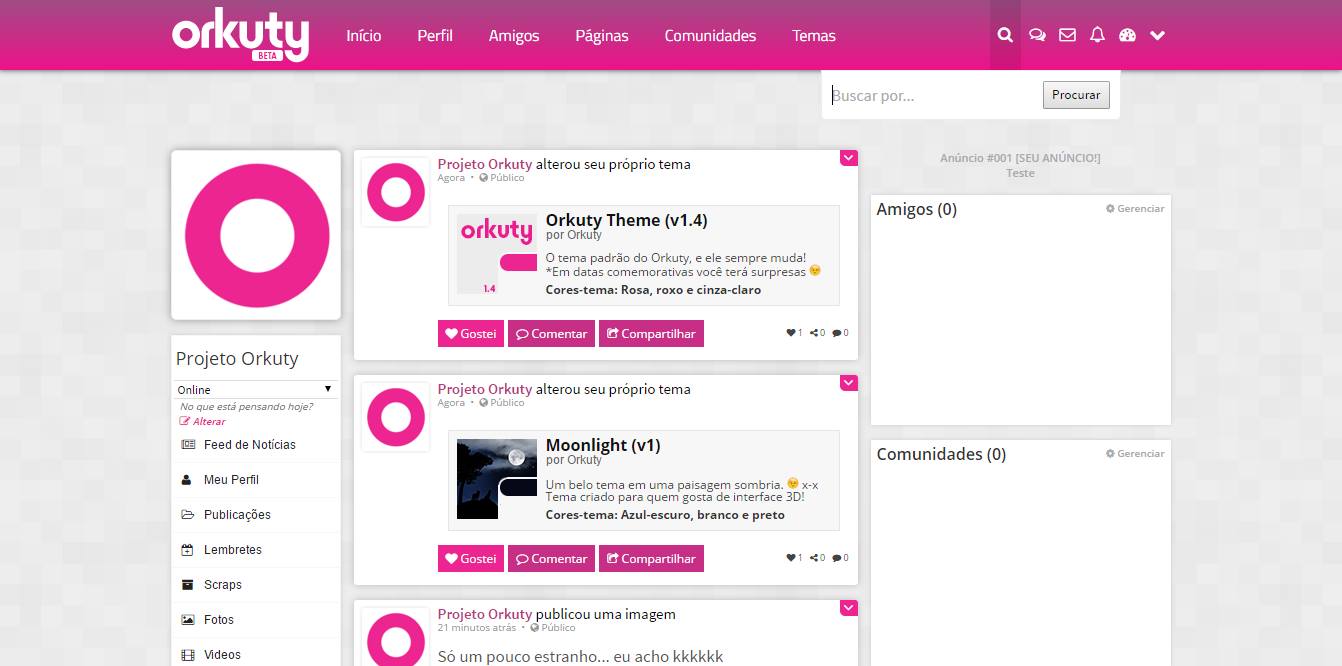 orkuty
BETA
Início
Perfil
Amigos
Páginas
Comunidades
Temas
Buscar por...
Procurar
Projeto Orkuty
Online
No que está pensando hoje?
Alterar
Feed de Notícias
Meu Perfil
Publicações
Lembretes
Scraps
Fotos
Videos
Projeto Orkuty alterou seu próprio tema
Agora • Público
orkuty
1.4
Orkuty Theme (v1.4)
por Orkuty
O tema padrão do Orkuty, e ele sempre muda!
*Em datas comemorativas você terá surpresas
Cores-tema: Rosa, roxo e cinza-claro
Gostei
Comentar
Compartilhar
1 0 0
Projeto Orkuty alterou seu próprio tema
Agora • Público
Moonlight (v1)
por Orkuty
Um belo tema em uma paisagem sombria. x-x
Tema criado para quem gosta de interface 3D!
Cores-tema: Azul-escuro, branco e preto
Gostei
Comentar
Compartilhar
1 0 0
Projeto Orkuty publicou uma imagem
21 minutos atrás • Público
Só um pouco estranho... eu acho kkkkkk
Anúncio #001 [SEU ANÚNCIO!]
Teste
Amigos (0)
Gerenciar
Comunidades (0)
Gerenciar